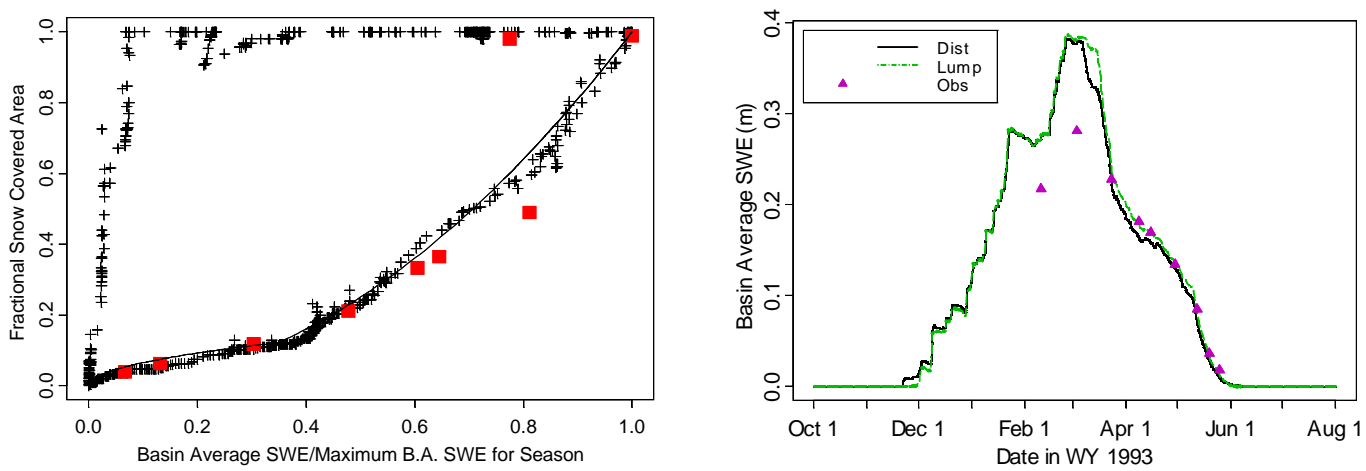 Fractional Snow Covered Area
1.0
0.8
0.6
0.4
0.2
0.0
0.0 0.2 0.4 0.6 0.8 1.0
Basin Average SWE/Maximum B.A. SWE for Season
Basin Average SWE (m)
0.4
0.3
0.2
0.1
0.0
Dist
Lump
Obs
Oct 1 Dec 1 Feb 1 Apr 1 Jun 1 Aug 1
Date in WY 1993